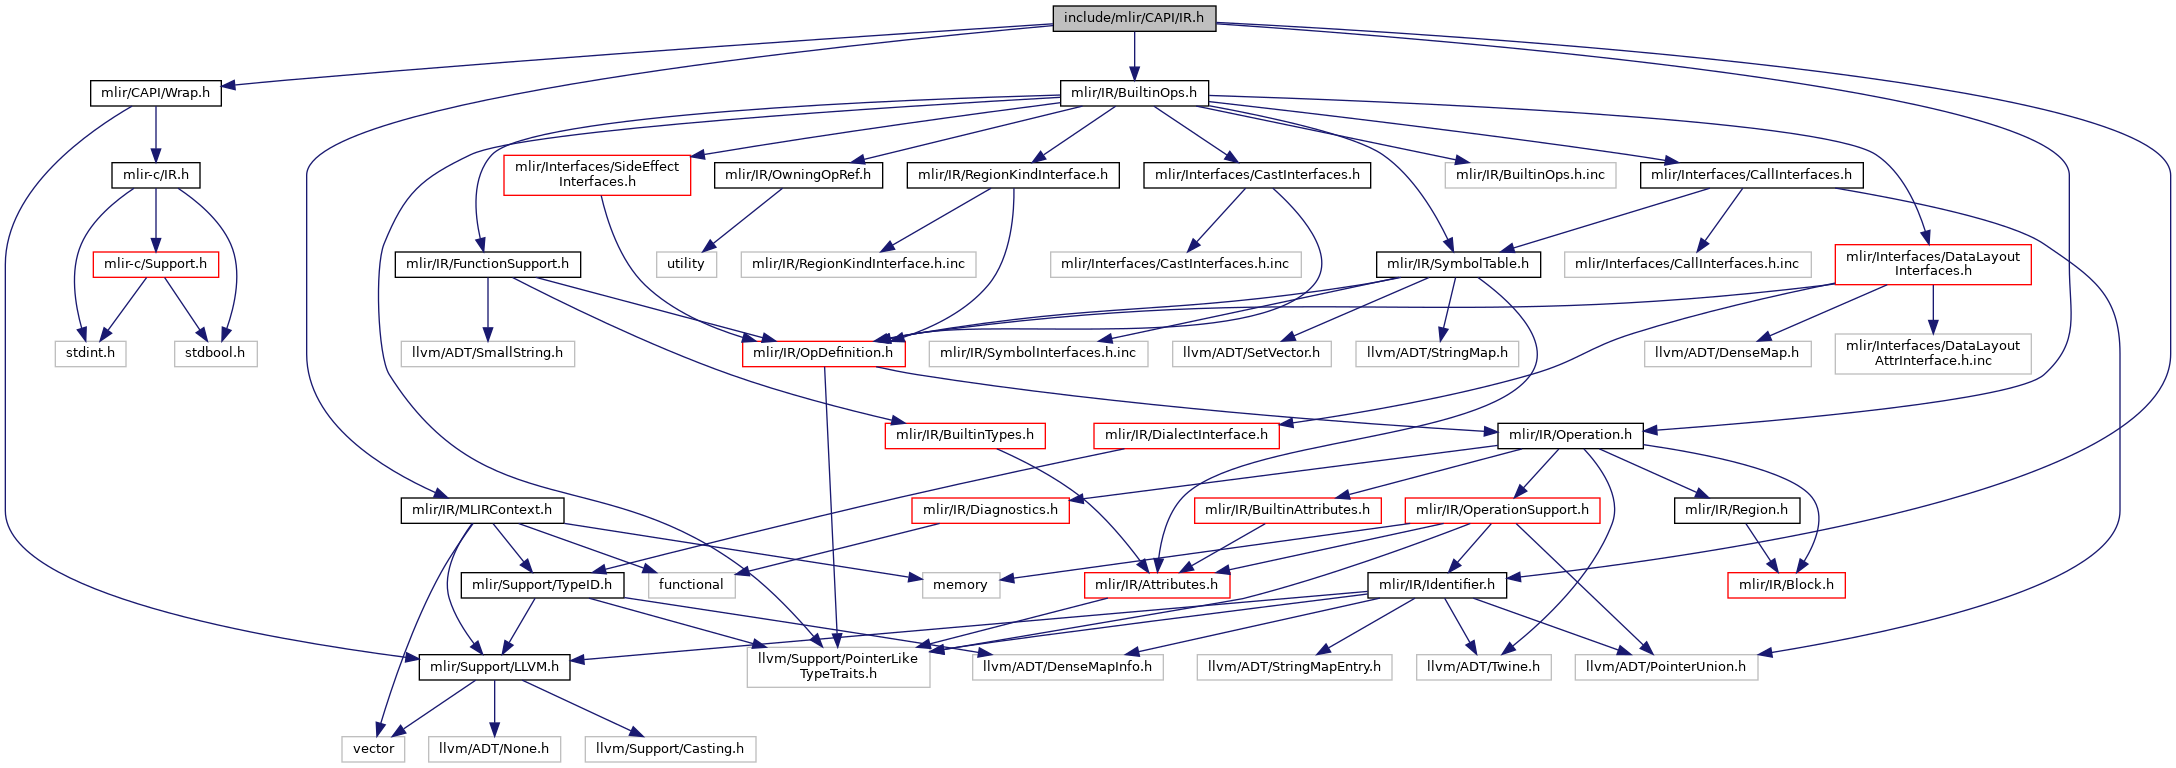 include/mlir/CAPI/IR.h
mlir/CAPI/Wrap.h
mlir/IR/BuiltinOps.h
mlir-c/IR.h
mlir/Interfaces/SideEffect
Interfaces.h
mlir/IR/OwningOpRef.h
mlir/IR/RegionKindInterface.h
mlir/Interfaces/CastInterfaces.h
mlir/IR/BuiltinOps.h.inc
mlir/Interfaces/CallInterfaces.h
mlir-c/Support.h
mlir/IR/FunctionSupport.h
utility
mlir/IR/RegionKindInterface.h.inc
mlir/Interfaces/CastInterfaces.h.inc
mlir/IR/SymbolTable.h
mlir/Interfaces/CallInterfaces.h.inc
mlir/Interfaces/DataLayout
Interfaces.h
stdint.h
stdbool.h
llvm/ADT/SmallString.h
mlir/IR/OpDefinition.h
mlir/IR/SymbolInterfaces.h.inc
llvm/ADT/SetVector.h
llvm/ADT/StringMap.h
llvm/ADT/DenseMap.h
mlir/Interfaces/DataLayout
AttrInterface.h.inc
mlir/IR/BuiltinTypes.h
mlir/IR/DialectInterface.h
mlir/IR/Operation.h
mlir/IR/MLIRContext.h
mlir/IR/Diagnostics.h
mlir/IR/BuiltinAttributes.h
mlir/IR/OperationSupport.h
mlir/IR/Region.h
mlir/Support/TypeID.h
functional
memory
mlir/IR/Attributes.h
mlir/IR/Identifier.h
mlir/IR/Block.h
mlir/Support/LLVM.h
llvm/Support/PointerLike
TypeTraits.h
llvm/ADT/DenseMapInfo.h
llvm/ADT/StringMapEntry.h
llvm/ADT/Twine.h
llvm/ADT/PointerUnion.h
vector
llvm/ADT/None.h
llvm/Support/Casting.h